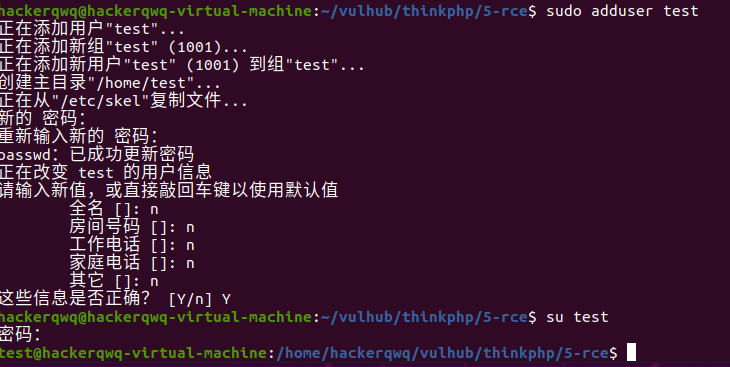 hackerqwq@hackerqwq-virtual-machine:~/vulhub/thinkphp/5-rce$ sudo adduser test
正在添加用户"test"...
正在添加新组"test" (1001)...
正在添加新用户"test" (1001) 到组"test"...
创建主目录"/home/test"...
正在从"/etc/skel"复制文件...
新的 密码：
重新输入新的 密码：
passwd：已成功更新密码
正在改变 test 的用户信息
请输入新值，或直接敲回车键以使用默认值
全名 []: n
房间号码 []: n
工作电话 []: n
家庭电话 []: n
其它 []: n
这些信息是否正确？ [Y/n] Y
hackerqwq@hackerqwq-virtual-machine:~/vulhub/thinkphp/5-rce$ su test
密码：
test@hackerqwq-virtual-machine:/home/hackerqwq/vulhub/thinkphp/5-rce$